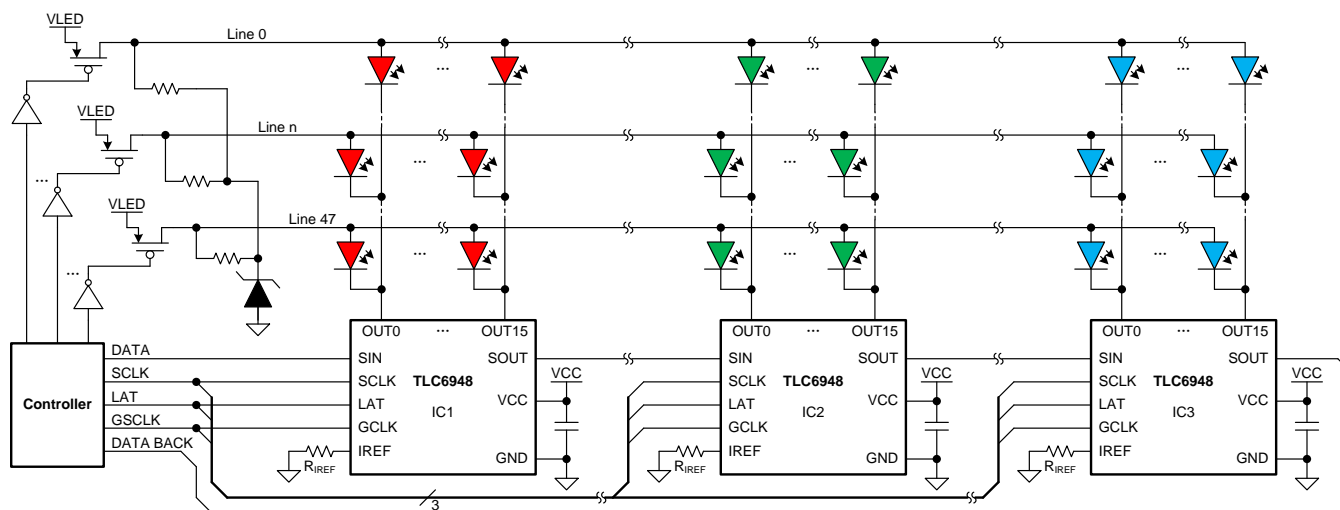 VLED
Line 0
...
...
...
VLED
Line n
...
...
...
...
VLED
Line 47
...
...
...
...
OUT0 ... OUT15
OUT0 ... OUT15
OUT0 ... OUT15
Controller
DATA
SCLK
LAT
GSCLK
DATA BACK
SIN
SCLK
LAT
GCLK
IREF
TLC6948
IC1
SOUT
VCC
GND
VCC
RIREF
SIN
SCLK
LAT
GCLK
IREF
TLC6948
IC2
SOUT
VCC
GND
VCC
RIREF
SIN
SCLK
LAT
GCLK
IREF
TLC6948
IC3
SOUT
VCC
GND
VCC
RIREF
3